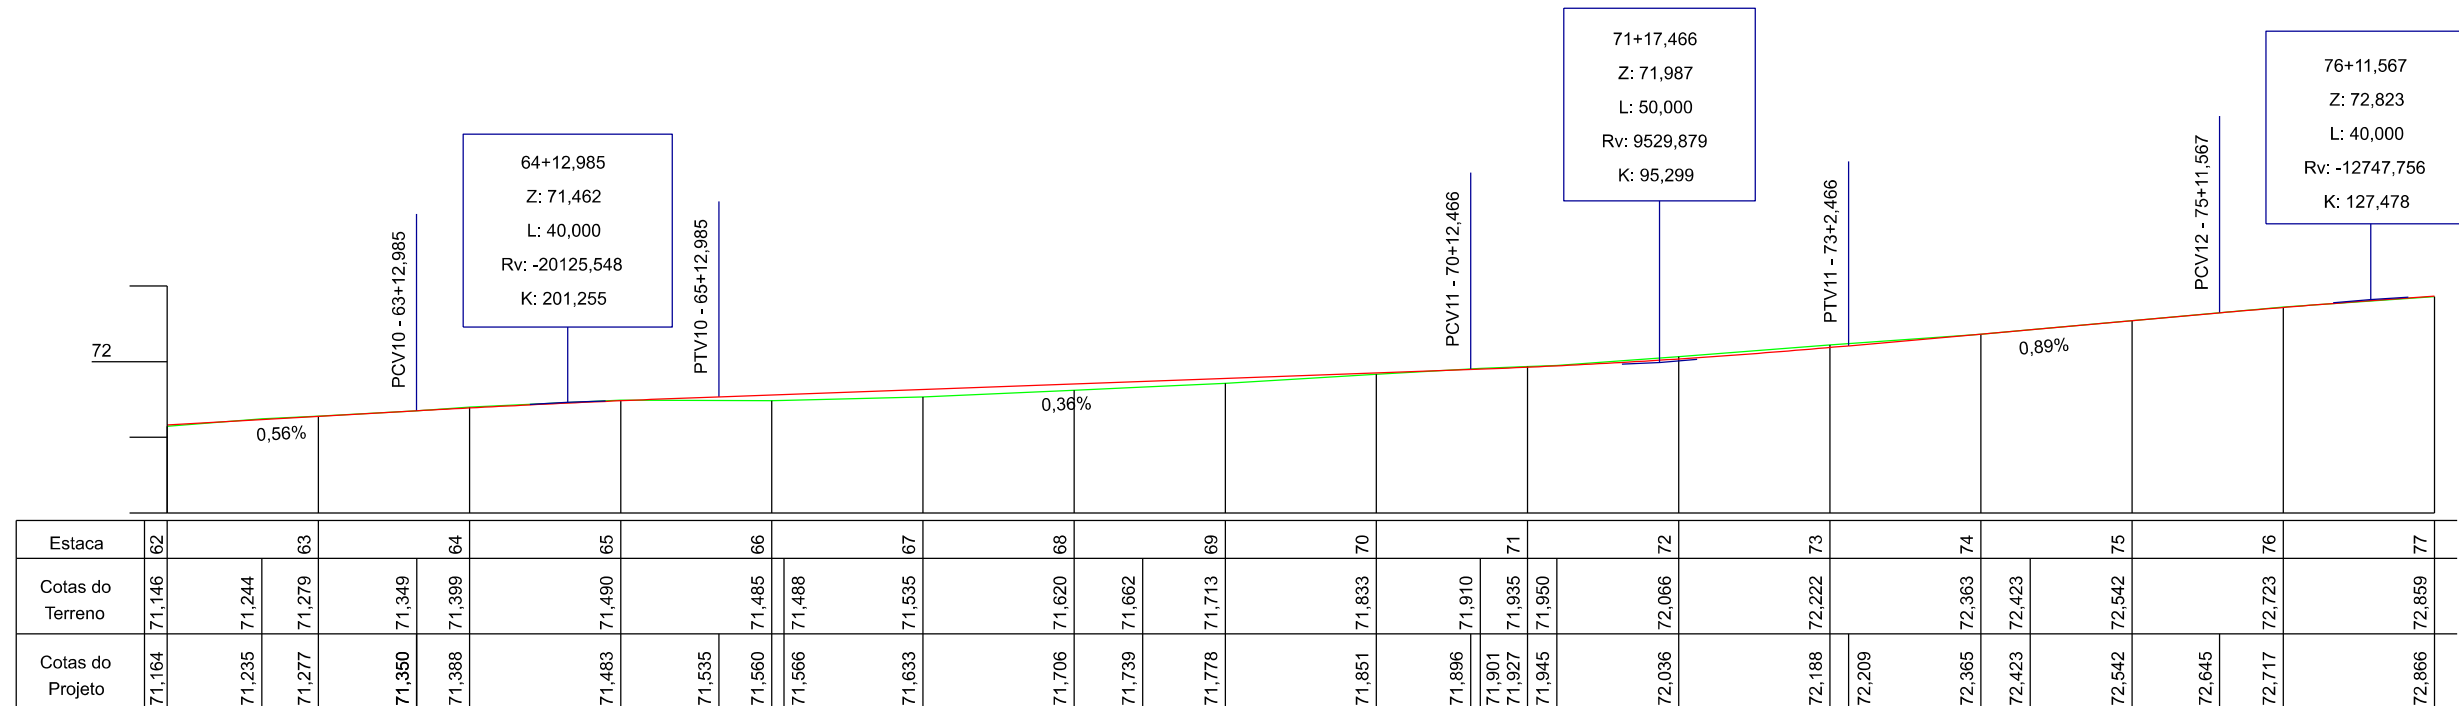 71+17,466
Z: 71,987
L: 50,000
Rv: 9529,879
K: 95,299
76+11,567
Z: 72,823
L: 40,000
Rv: -12747,756
K: 127,478
64+12,985
Z: 71,462
L: 40,000
Rv: -20125,548
K: 201,255
PCV10 - 63+12,985
PTV10 - 65+12,985
PCV11 - 70+12,466
PTV11 - 73+2,466
PCV12 - 75+11,567
72
0,56%
0,36%
0,89%
Estaca 62 63 64 65 66 67 68 69 70 71 72 73 74 75 76 77
Cotas do
Terreno
71,146 71,244 71,279 71,349 71,399 71,490 71,485 71,488 71,535 71,620 71,662 71,713 71,833 71,910 71,935 71,950 72,066 72,222 72,363 72,423 72,542 72,723 72,859
Cotas do
Projeto
71,164 71,235 71,277 71,350 71,388 71,483 71,535 71,560 71,566 71,633 71,706 71,739 71,778 71,851 71,896 71,901 71,927 71,945 72,036 72,188 72,209 72,365 72,423 72,542 72,645 72,717 72,866